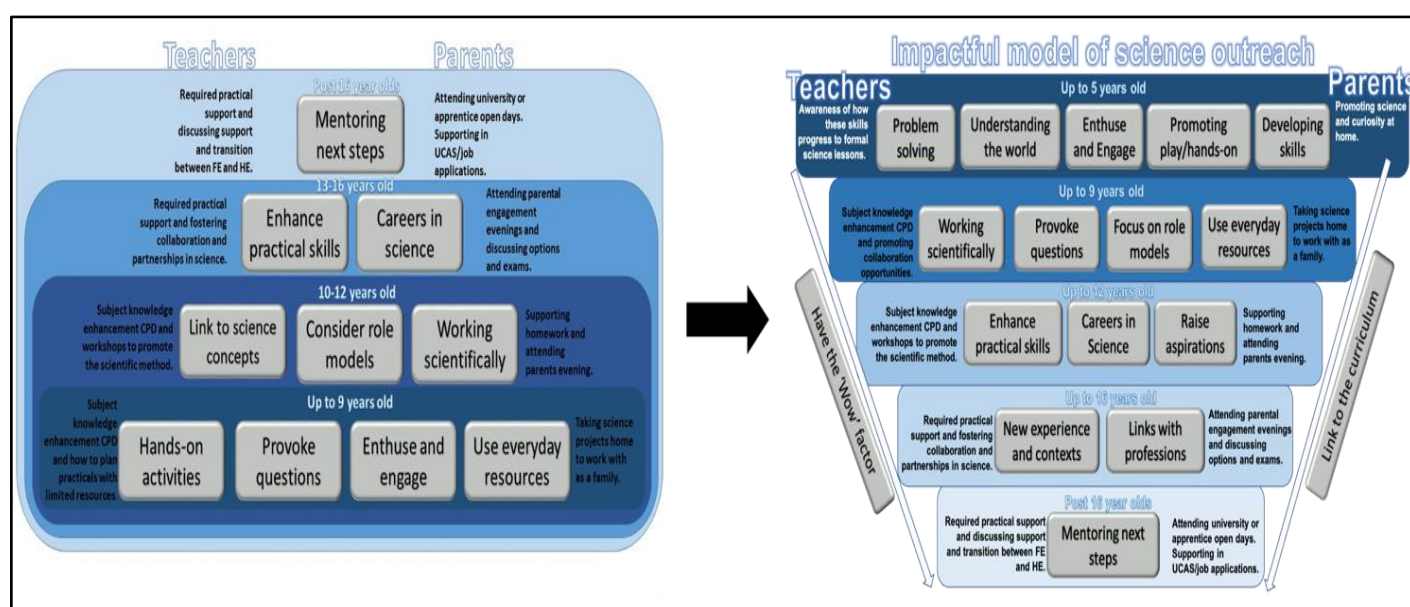 Teachers
Parents
Post 16 year olds
Required practical
support and
discussing support
and transition
between FE and HE.
Mentoring
next steps
Attending university or
apprentice open days.
Supporting in
UCAS/job
applications.
13-16 years old
Required practical
support and fostering
collaboration and
partnerships in science.
Enhance
practical skills
Careers in
science
Attending parental
engagement
evenings and
discussing options
and exams.
10-12 years old
Subject knowledge
enhancement CPD and
workshops to promote
the scientific method.
Link to science
concepts
Consider role
models
Working
scientifically
Supporting
homework and
attending
parents evening.
Up to 9 years old
Subject
knowledge
enhancement CPD
and how to plan
practicals with
limited resources.
Hands-on
activities
Provoke
questions
Enthuse and
engage
Use everyday
resources
Taking science
projects home
to work with
as a family.
Impactful model of science outreach
Teachers
Parents
Up to 5 years old
Awareness of how
these skills
progress to formal
science lessons.
Problem
solving
Understanding
the world
Enthuse
and Engage
Promoting
play/hands-on
Developing
skills
Promoting science
and curiosity at
home.
Up to 9 years old
Subject knowledge
enhancement CPD
and promoting
collaboration
opportunities.
Working
scientifically
Provoke
questions
Focus on role
models
Use everyday
resources
Taking science
projects home
to work with as
a family.
Up to 12 years old
Subject knowledge
enhancement CPD and
workshops to promote
the scientific method.
Enhance
practical skills
Careers in
Science
Raise
aspirations
Supporting
homework and
attending
parents evening.
Up to 16 years old
Required practical
support and fostering
collaboration and
partnerships in science.
New experience
and contexts
Links with
professions
Attending parental
engagement evenings
and discussing
options and exams.
Post 16 year olds
Required practical support
and discussing support
and transition between FE
and HE.
Mentoring next
steps
Attending university or
apprentice open days.
Supporting in
UCAS/job applications.
Have the 'Wow' factor
Link to the curriculum